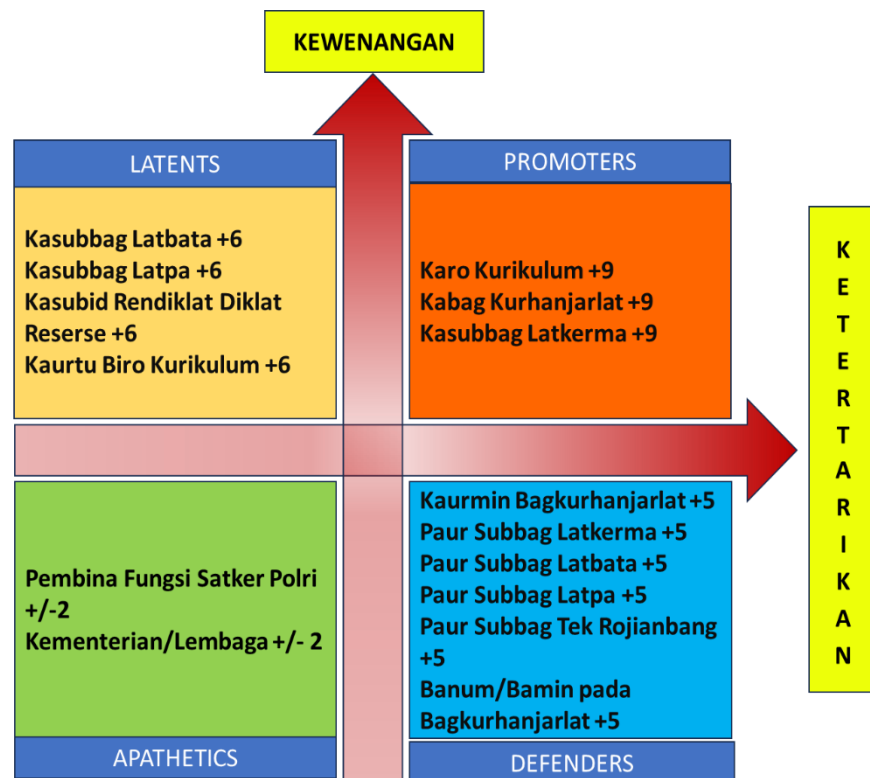 KEWENANGAN
LATENTS
Kasubbag Latbata +6
Kasubbag Latpa +6
Kasubid Rendiklat Diklat
Reserse +6
Kaurtu Biro Kurikulum +6
PROMOTERS
Karo Kurikulum +9
Kabag Kurhanjarlat +9
Kasubbag Latkerma +9
K
E
T
E
R
T
A
R
I
K
A
N
Pembina Fungsi Satker Polri
+/-2
Kementerian/Lembaga +/- 2
APATHETICS
Kaurmin Bagkurhanjarlat +5
Paur Subbag Latkerma +5
Paur Subbag Latbata +5
Paur Subbag Latpa +5
Paur Subbag Tek Rojianbang
+5
Banum/Bamin pada
Bagkurhanjarlat +5
DEFENDERS